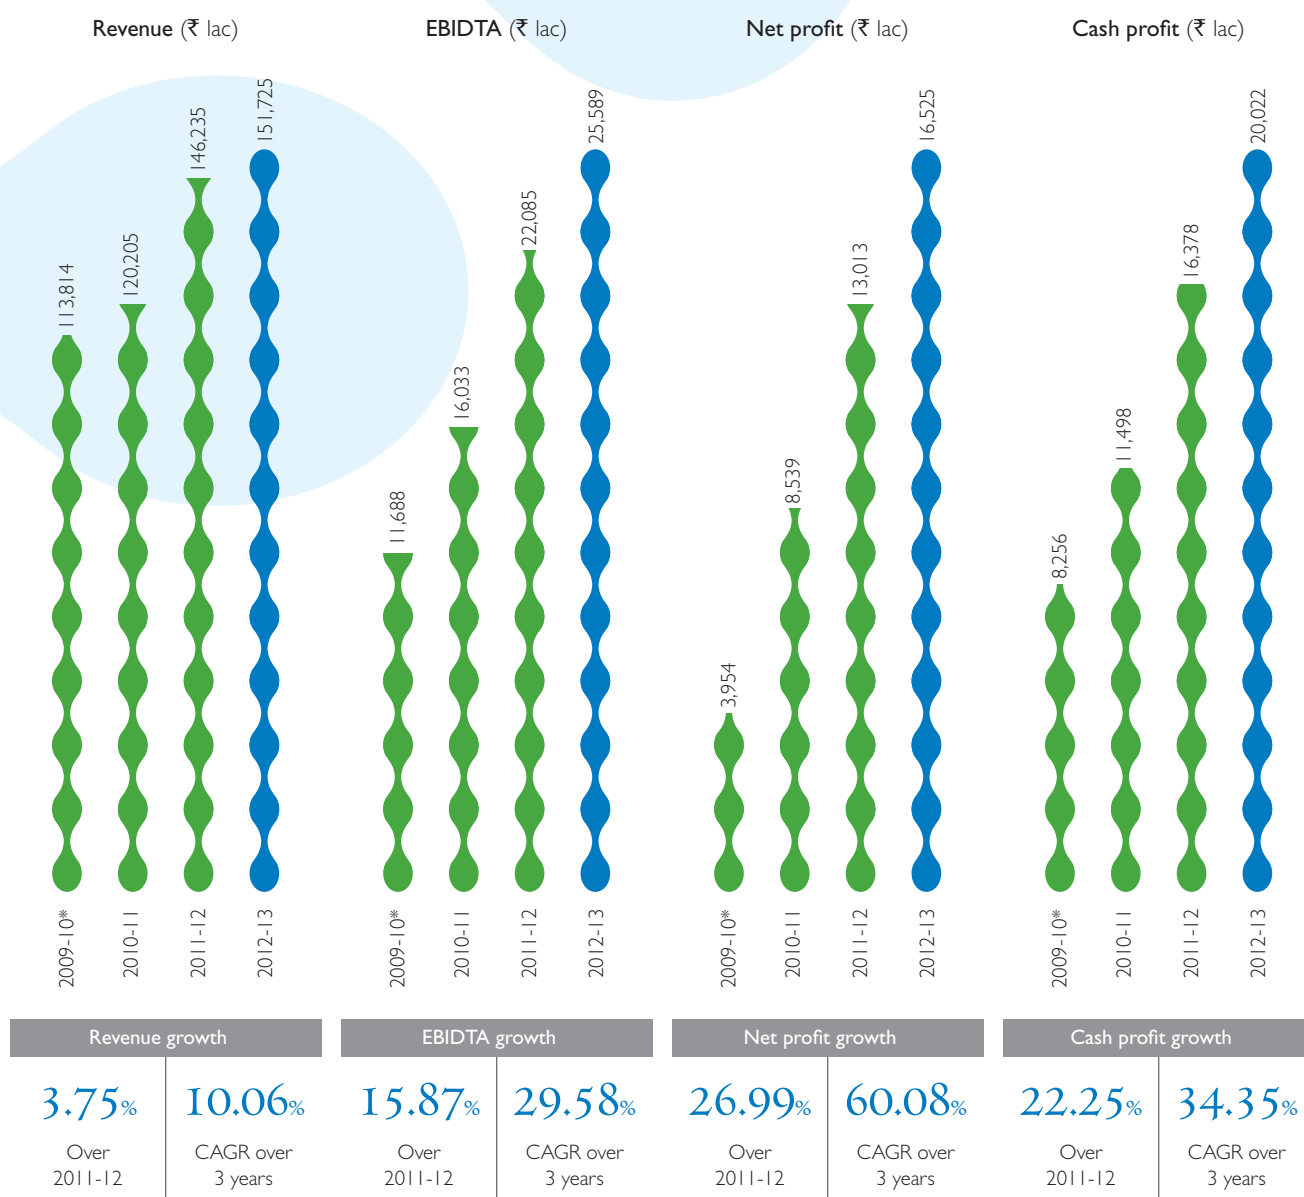 Revenue (₹ lac)
113,814
120,205
146,235
151,725
2009-10*
2010-11
2011-12
2012-13
Revenue growth
3.75%
Over
2011-12
10.06%
CAGR over
3 years
EBIDTA (₹ lac)
11,688
16,033
22,085
25,589
2009-10*
2010-11
2011-12
2012-13
EBIDTA growth
15.87%
Over
2011-12
29.58%
CAGR over
3 years
Net profit (₹ lac)
3,954
8,539
13,013
16,525
2009-10*
2010-11
2011-12
2012-13
Net profit growth
26.99%
Over
2011-12
60.08%
CAGR over
3 years
Cash profit (₹ lac)
8,256
11,498
16,378
20,022
2009-10*
2010-11
2011-12
2012-13
Cash profit growth
22.25%
Over
2011-12
34.35%
CAGR over
3 years